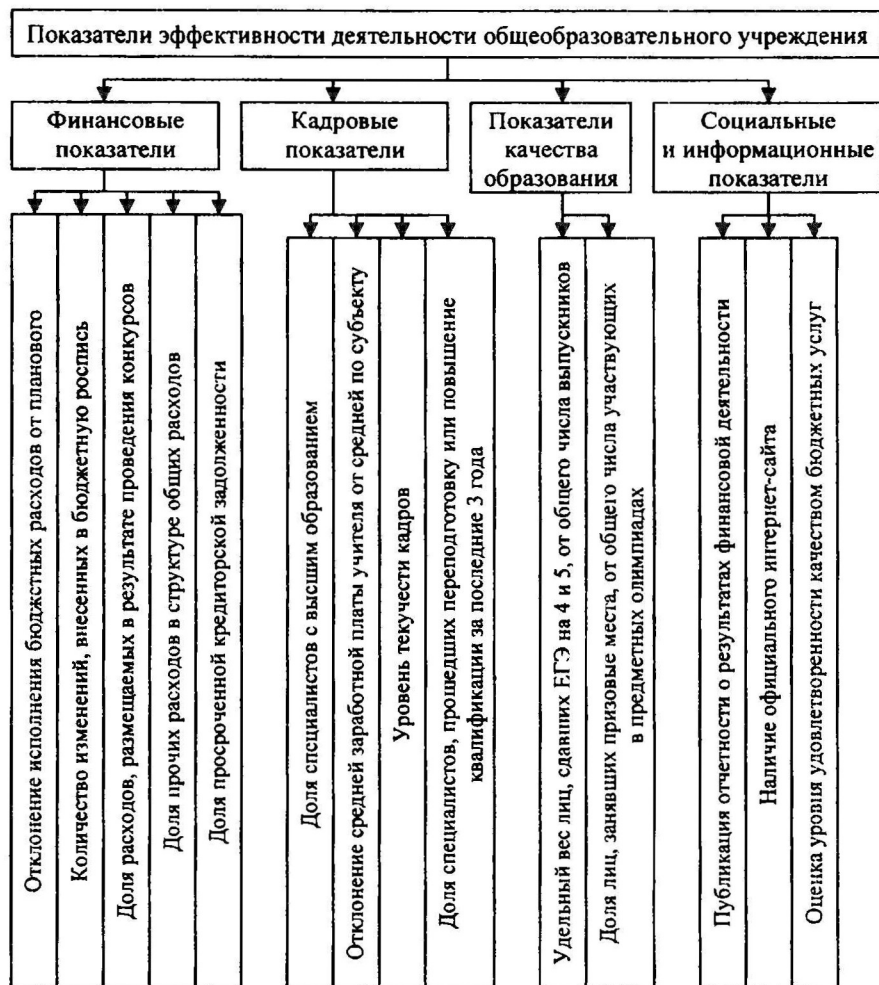 Показатели эффективности деятельности общеобразовательного учреждения
Финансовые
показатели
Кадровые
показатели
Показатели
качества
образования
Социальные
и информационные
показатели
Отклонение исполнения бюджетных расходов от планового
Количество изменений, внесенных в бюджетную роспись
Доля расходов, размещаемых в результате проведения конкурсов
Доля прочих расходов в структуре общих расходов
Доля просроченной кредиторской задолженности
Доля специалистов с высшим образованием
Отклонение средней заработной платы учителя от средней по субъекту
Уровень текучести кадров
Доля специалистов, прошедших переподготовку или повышение
квалификации за последние 3 года
Удельный вес лиц, сдавших ЕГЭ на 4 и 5, от общего числа выпускников
Доля лиц, занявших призовые места, от общего числа участвующих
в предметных олимпиадах
Публикация отчетности о результатах финансовой деятельности
Наличие официального интернет-сайта
Оценка уровня удовлетворенности качеством бюджетных услуг